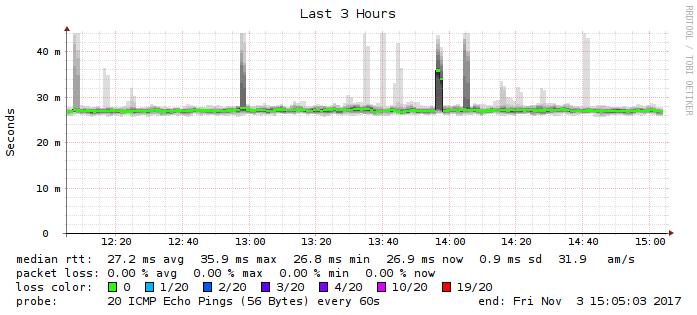 Last 3 Hours
RRDTOOL / TOBI OETIKER
Seconds
40 m
30 m
20 m
10 m
0
12:20 12:40 13:00 13:20 13:40 14:00 14:20 14:40 15:00
median rtt: 27.2 ms avg 35.9 ms max 26.8 ms min 26.9 ms now 0.9 ms sd 31.9 am/s
packet loss: 0.00 % avg 0.00 % max 0.00 % min 0.00 % now
loss color: 0 1/20 2/20 3/20 4/20 10/20 19/20
probe: 20 ICMP Echo Pings (56 Bytes) every 60s end: Fri Nov 3 15:05:03 2017